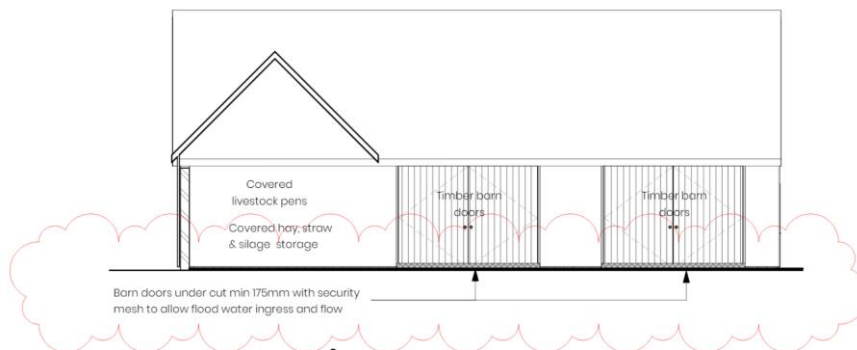 Covered
livestock pens
Covered hay, straw
& silage storage
Timber barn
doors
Timber barn
doors
Barn doors under cut min 175mm with security
mesh to allow flood water ingress and flow